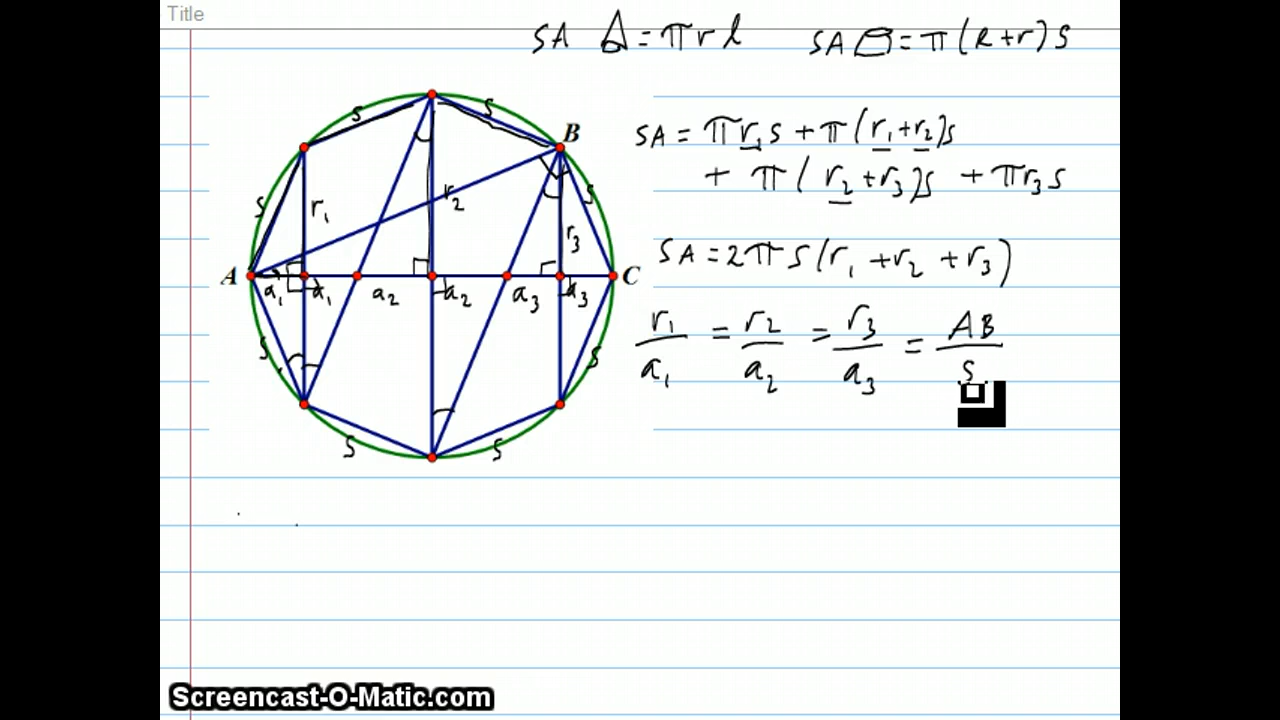 Title
SA = πrl
SA = π(R+r)s
SA = πr₁s + π(r₁+r₂)s
+ π(r₂+r₃)s + πr₃s
SA = 2πs(r₁+r₂+r₃)
r₁/a₁ = r₂/a₂ = r₃/a₃ = AB/s
s s
B
s s
r₁ r₂ r₃
A C
a₁ a₁ a₂ a₂ a₃ a₃
s s
s s
Screencast-O-Matic.com